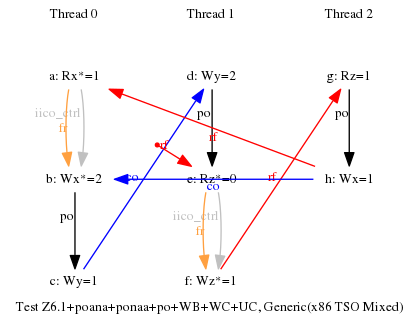 Thread 0 Thread 1 Thread 2
a: Rx*=1 d: Wy=2 g: Rz=1
iico_ctrl po po
fr rf rf
b: Wx*=2 co e: Rz*=0 co rf h: Wx=1
po iico_ctrl
fr
c: Wy=1 f: Wz*=1
Test Z6.1+poana+ponaa+po+WB+WC+UC, Generic(x86 TSO Mixed)